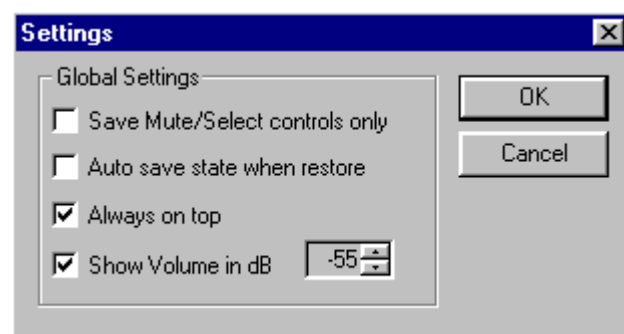 Settings
Global Settings
Save Mute/Select controls only
Auto save state when restore
Always on top
Show Volume in dB -55
OK
Cancel